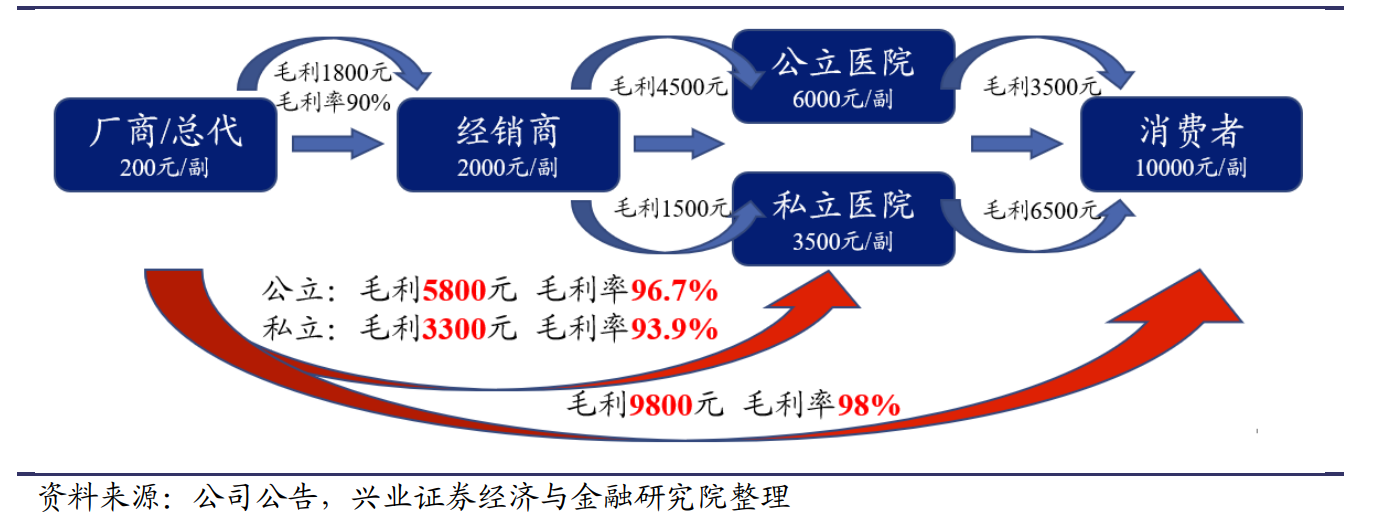 毛利1800元
毛利率90%
厂商/总代
200元/副
经销商
2000元/副
毛利4500元
公立医院
6000元/副
毛利3500元
毛利1500元
私立医院
3500元/副
毛利6500元
消费者
10000元/副
公立：毛利5800元 毛利率96.7%
私立：毛利3300元 毛利率93.9%
毛利9800元 毛利率98%
资料来源：公司公告，兴业证券经济与金融研究院整理